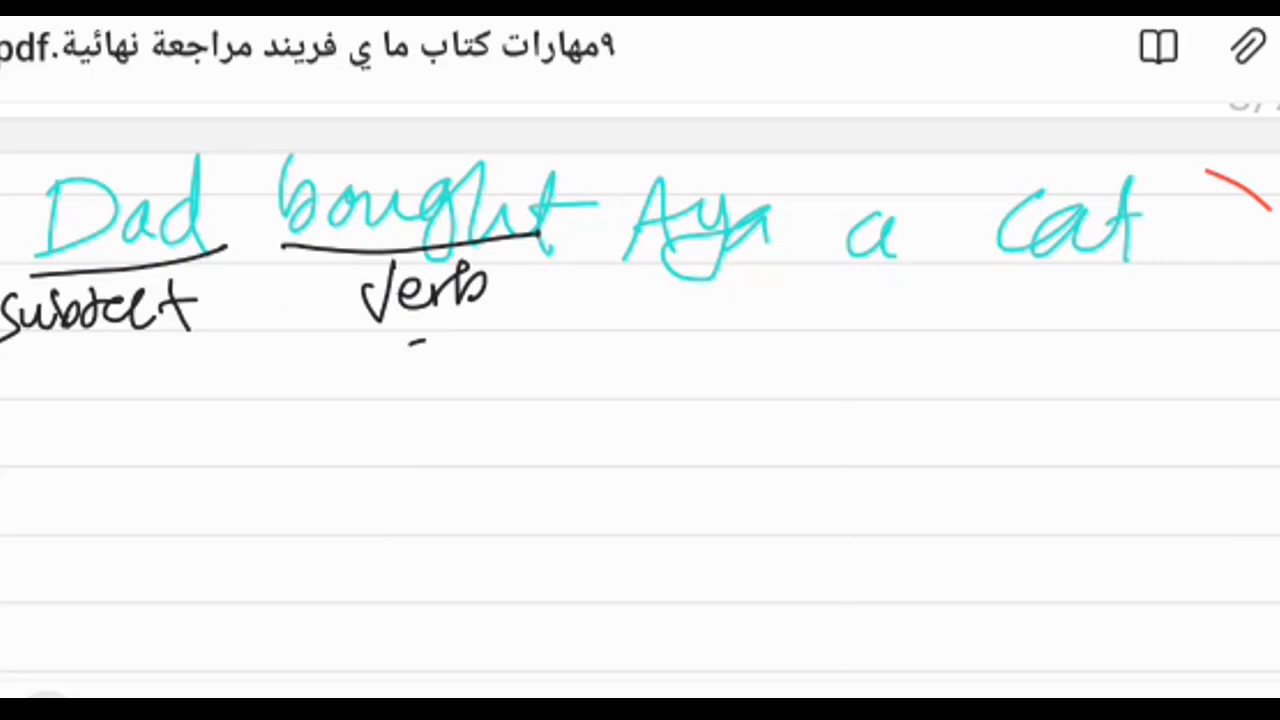 ٩مهارات كتاب ما ي فريند مراجعة نهائية.pdf
Dad bought Aya a cat
subject verb